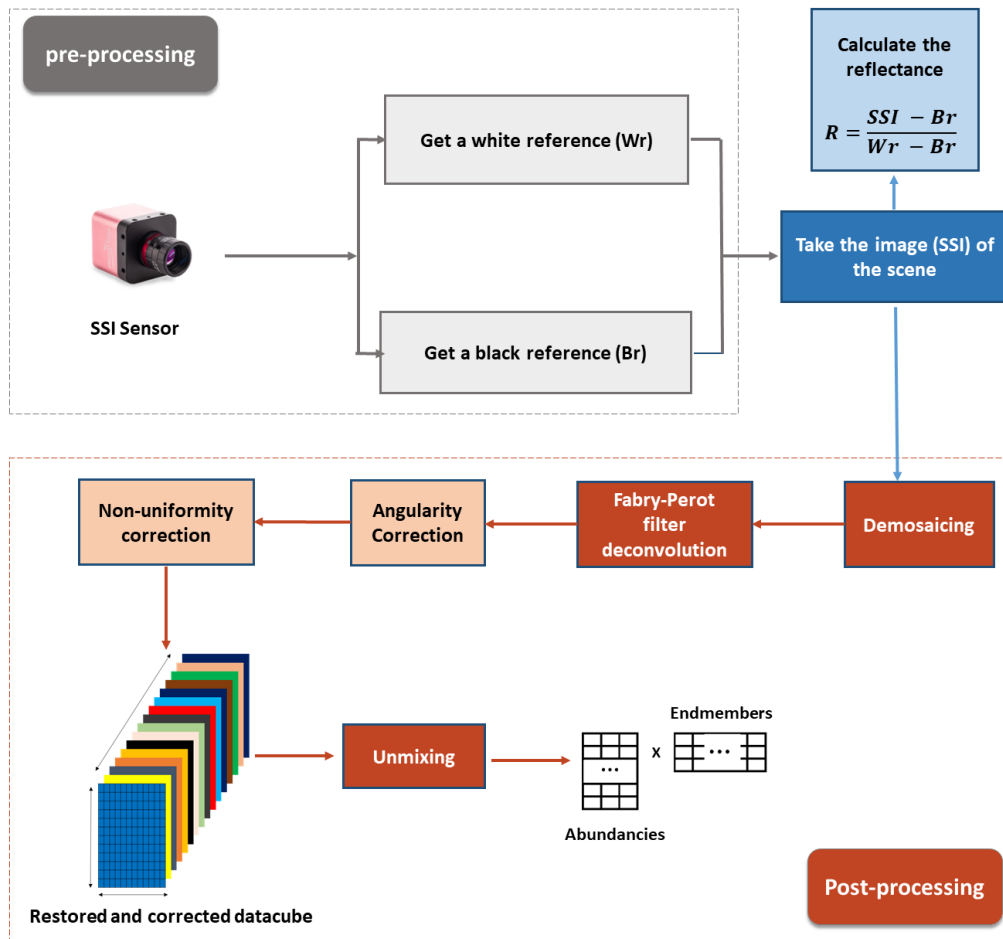 pre-processing
Calculate the
reflectance
R = (SSI − Br) / (Wr − Br)
Get a white reference (Wr)
Take the image (SSI) of
the scene
SSI Sensor
Get a black reference (Br)
Non-uniformity
correction
Angularity
Correction
Fabry-Perot
filter
deconvolution
Demosaicing
Unmixing
Endmembers
...
x
...
Abundancies
Restored and corrected datacube
Post-processing